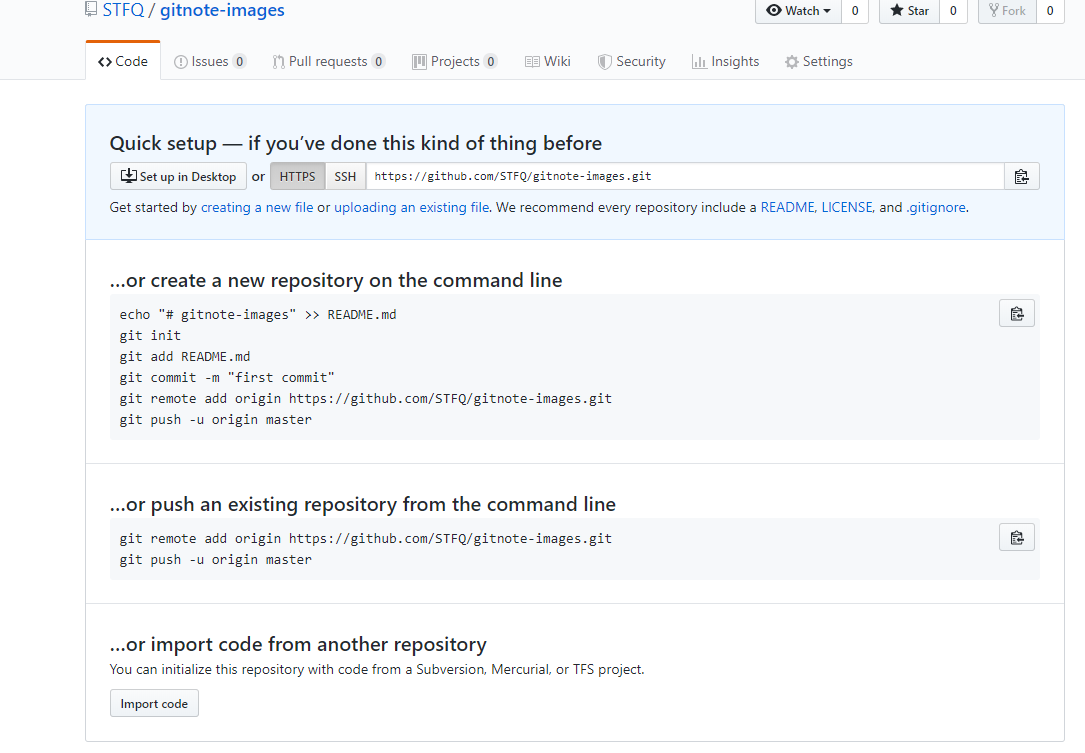 STFQ / gitnote-images
Watch 0 Star 0 Fork 0
Code Issues 0 Pull requests 0 Projects 0 Wiki Security Insights Settings
Quick setup — if you’ve done this kind of thing before
Set up in Desktop or HTTPS SSH https://github.com/STFQ/gitnote-images.git
Get started by creating a new file or uploading an existing file. We recommend every repository include a README, LICENSE, and .gitignore.
…or create a new repository on the command line
echo "# gitnote-images" >> README.md
git init
git add README.md
git commit -m "first commit"
git remote add origin https://github.com/STFQ/gitnote-images.git
git push -u origin master
…or push an existing repository from the command line
git remote add origin https://github.com/STFQ/gitnote-images.git
git push -u origin master
…or import code from another repository
You can initialize this repository with code from a Subversion, Mercurial, or TFS project.
Import code